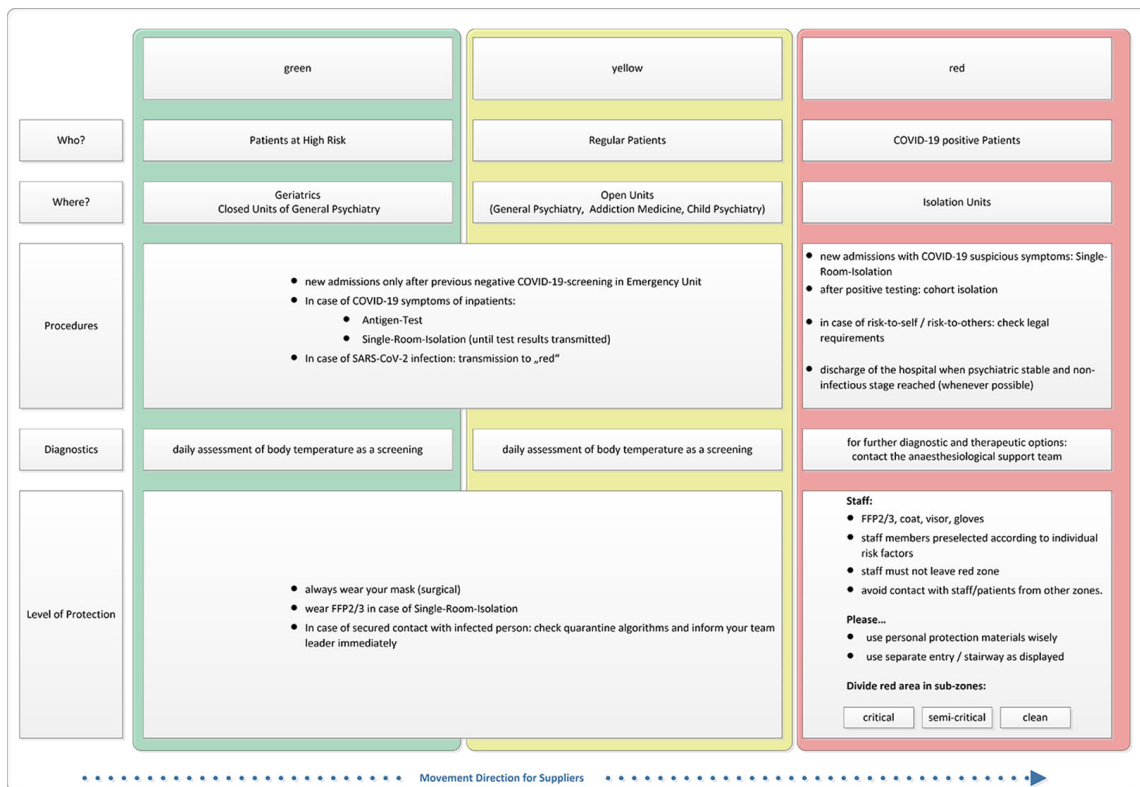 green
yellow
red
Who?
Patients at High Risk
Regular Patients
COVID-19 positive Patients
Where?
Geriatrics
Closed Units of General Psychiatry
Open Units
(General Psychiatry, Addiction Medicine, Child Psychiatry)
Isolation Units
Procedures
● new admissions only after previous negative COVID-19-screening in Emergency Unit
● In case of COVID-19 symptoms of inpatients:
● Antigen-Test
● Single-Room-Isolation (until test results transmitted)
● In case of SARS-CoV-2 infection: transmission to „red“
● new admissions with COVID-19 suspicious symptoms: Single-
Room-Isolation
● after positive testing: cohort isolation
● in case of risk-to-self / risk-to-others: check legal
requirements
● discharge of the hospital when psychiatric stable and non-
infectious stage reached (whenever possible)
Diagnostics
daily assessment of body temperature as a screening
daily assessment of body temperature as a screening
for further diagnostic and therapeutic options:
contact the anaesthesiological support team
Level of Protection
● always wear your mask (surgical)
● wear FFP2/3 in case of Single-Room-Isolation
● In case of secured contact with infected person: check quarantine algorithms and inform your team
leader immediately
Staff:
● FFP2/3, coat, visor, gloves
● staff members preselected according to individual
risk factors
● staff must not leave red zone
● avoid contact with staff/patients from other zones.
Please...
● use personal protection materials wisely
● use separate entry / stairway as displayed
Divide red area in sub-zones:
critical
semi-critical
clean
Movement Direction for Suppliers